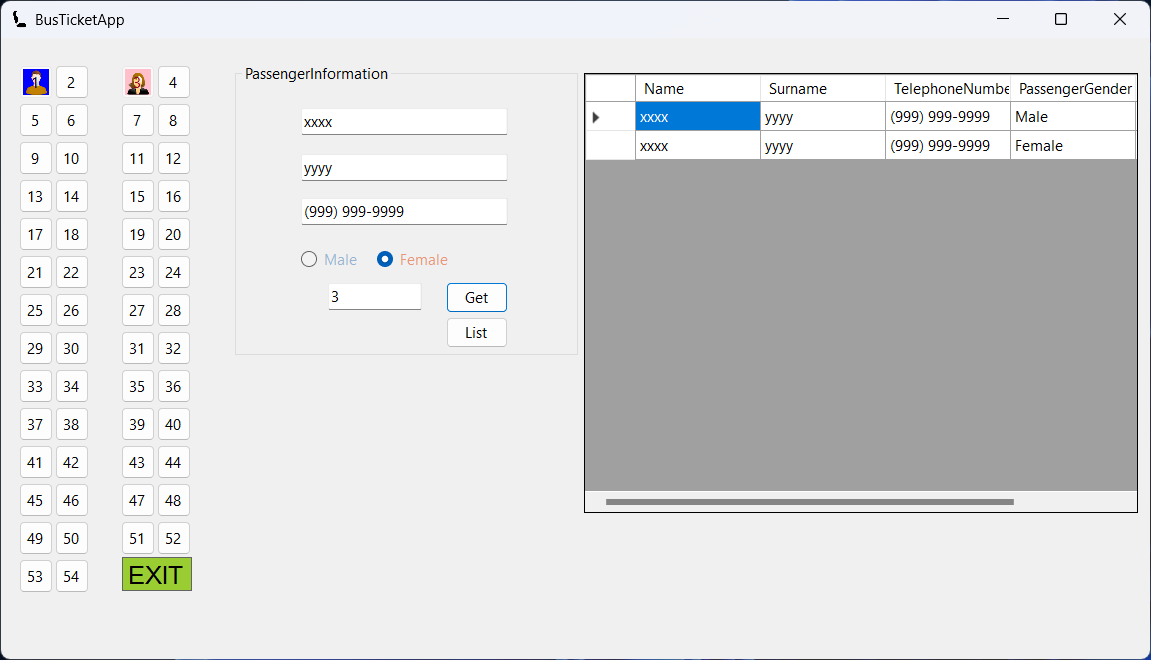 BusTicketApp
1 2 3 4
5 6 7 8
9 10 11 12
13 14 15 16
17 18 19 20
21 22 23 24
25 26 27 28
29 30 31 32
33 34 35 36
37 38 39 40
41 42 43 44
45 46 47 48
49 50 51 52
53 54 EXIT
PassengerInformation
xxxx
yyyy
(999) 999-9999
Male Female
3 Get
List
Name Surname TelephoneNumbe PassengerGender
xxxx yyyy (999) 999-9999 Male
xxxx yyyy (999) 999-9999 Female